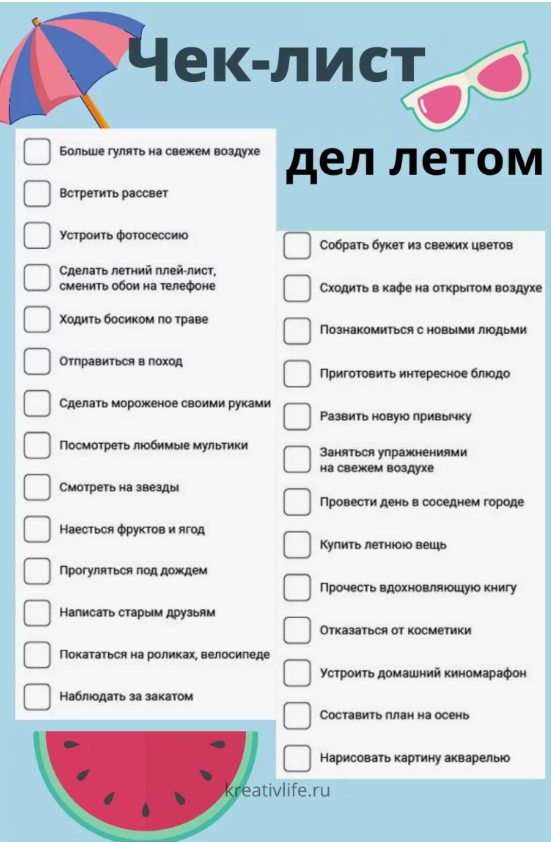 Чек-лист
дел летом
Больше гулять на свежем воздухе
Встретить рассвет
Устроить фотосессию
Сделать летний плей-лист,
сменить обои на телефоне
Ходить босиком по траве
Отправиться в поход
Сделать мороженое своими руками
Посмотреть любимые мультики
Смотреть на звезды
Наесться фруктов и ягод
Прогуляться под дождем
Написать старым друзьям
Покататься на роликах, велосипеде
Наблюдать за закатом
Собрать букет из свежих цветов
Сходить в кафе на открытом воздухе
Познакомиться с новыми людьми
Приготовить интересное блюдо
Развить новую привычку
Заняться упражнениями
на свежем воздухе
Провести день в соседнем городе
Купить летнюю вещь
Прочесть вдохновляющую книгу
Отказаться от косметики
Устроить домашний киномарафон
Составить план на осень
Нарисовать картину акварелью
kreativlife.ru